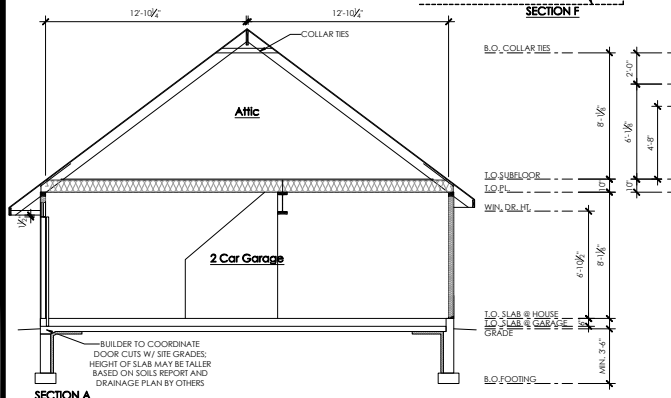 SECTION F
12'-10¼"
12'-10¼"
COLLAR TIES
B.O. COLLAR TIES
2'-0"
8'-1⅛"
6'-1⅛"
4'-8"
Attic
T.O.SUBFLOOR
T.O.PL.
10"
10"
WIN. DR. HT.
6'-10½"
8'-1⅛"
2 Car Garage
T.O. SLAB @ HOUSE
T.O. SLAB @ GARAGE
GRADE
MIN. 3'-6"
B.O.FOOTING
BUILDER TO COORDINATE
DOOR CUTS W/ SITE GRADES;
HEIGHT OF SLAB MAY BE TALLER
BASED ON SOILS REPORT AND
DRAINAGE PLAN BY OTHERS
SECTION A